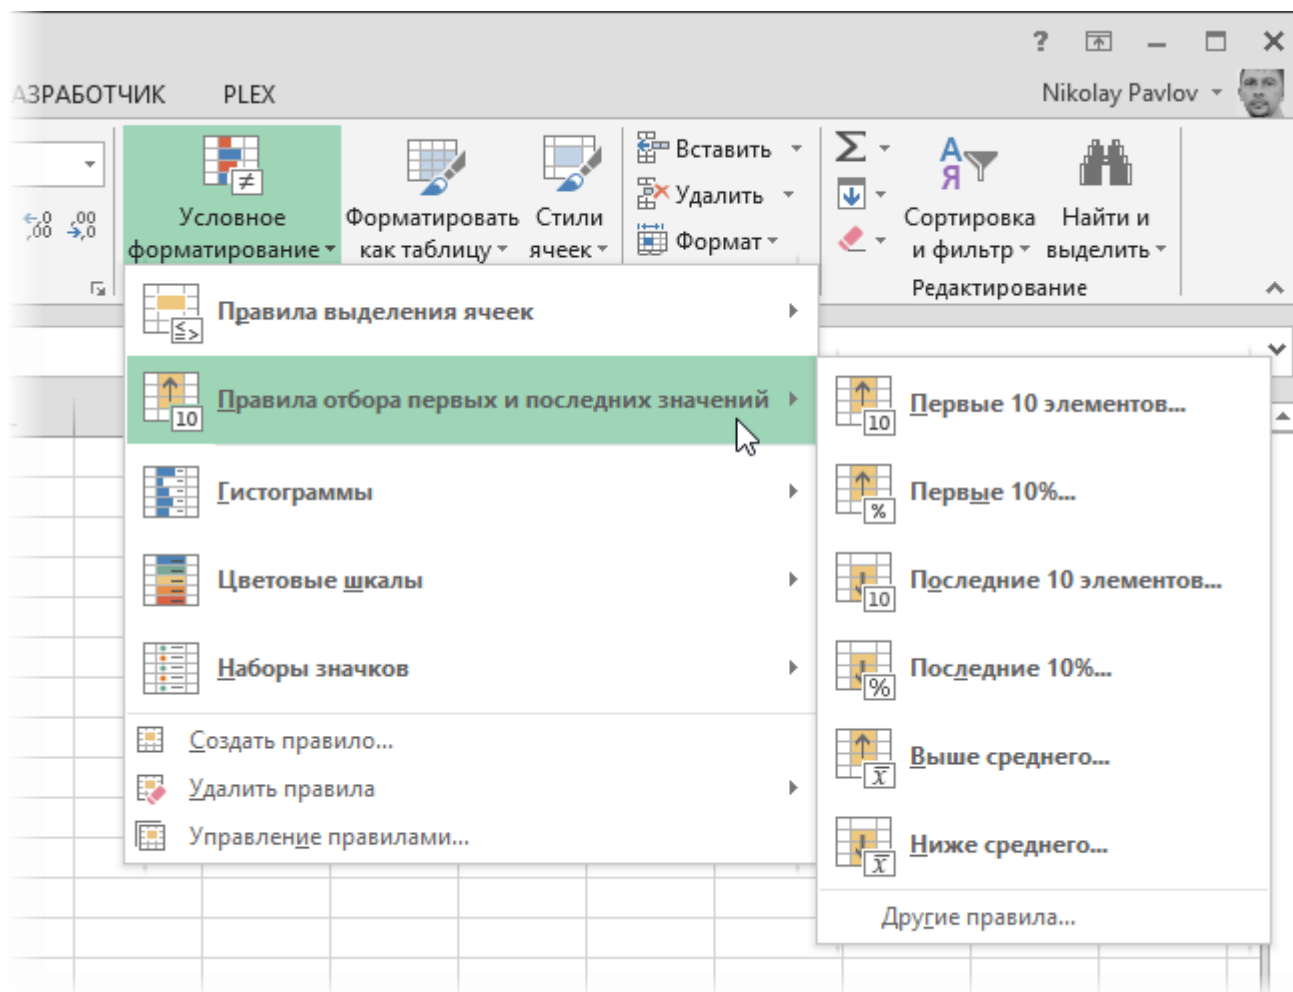 АЗРАБОТЧИК PLEX Nikolay Pavlov
Условное форматирование
Форматировать как таблицу
Стили ячеек
Вставить
Удалить
Формат
Сортировка и фильтр
Найти и выделить
Редактирование
Правила выделения ячеек
Правила отбора первых и последних значений
Гистограммы
Цветовые шкалы
Наборы значков
Создать правило...
Удалить правила
Управление правилами...
Первые 10 элементов...
Первые 10%...
Последние 10 элементов...
Последние 10%...
Выше среднего...
Ниже среднего...
Другие правила...